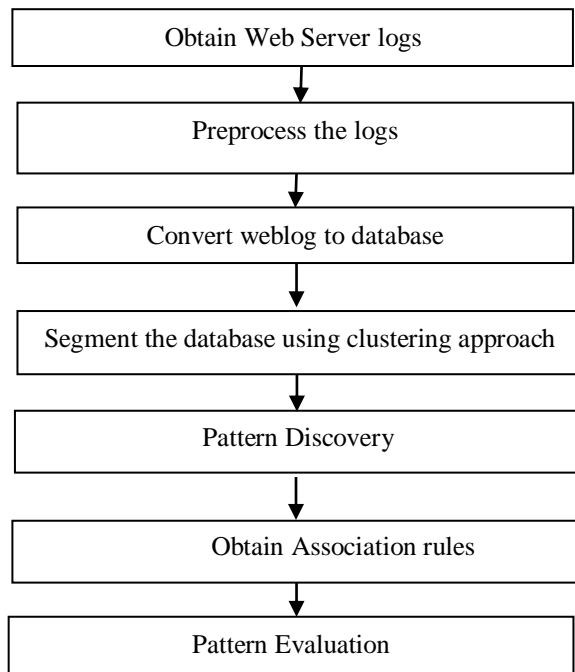 Obtain Web Server logs
Preprocess the logs
Convert weblog to database
Segment the database using clustering approach
Pattern Discovery
Obtain Association rules
Pattern Evaluation